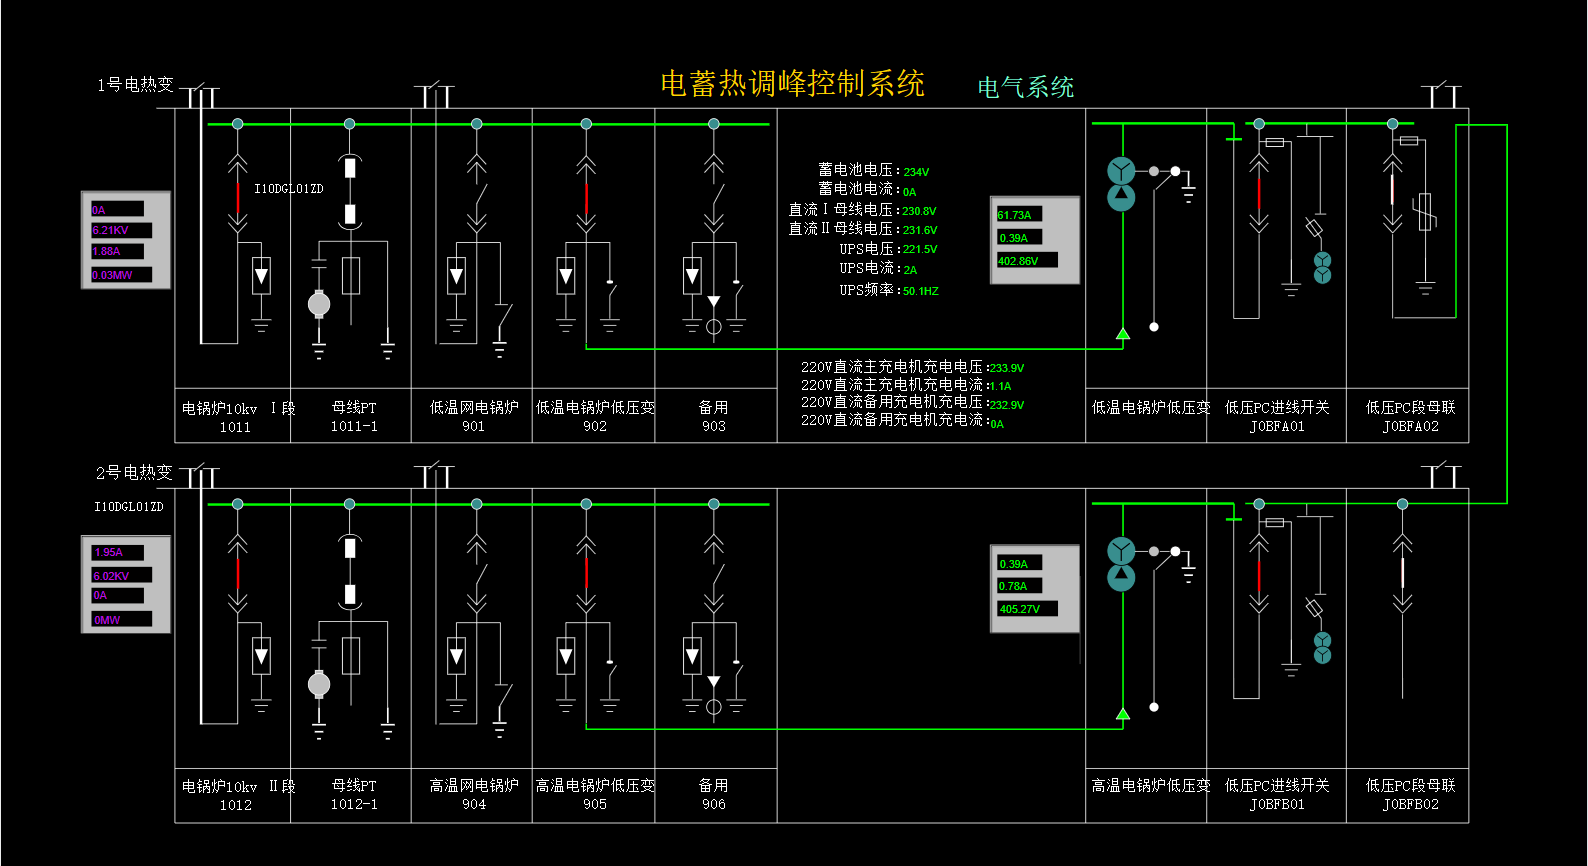 电蓄热调峰控制系统
电气系统
1号电热变
I10DGL01ZD
0A
6.21KV
1.88A
0.03MW
蓄电池电压:234V
蓄电池电流:0A
直流Ⅰ母线电压:230.8V
直流Ⅱ母线电压:231.6V
UPS电压:221.5V
UPS电流:2A
UPS频率:50.1HZ
61.73A
0.39A
402.86V
220V直流主充电机充电电压:233.9V
220V直流主充电机充电电流:1.1A
220V直流备用充电机充电电压:232.9V
220V直流备用充电机充电电流:0A
电锅炉10kv Ⅰ段
1011
母线PT
1011-1
低温网电锅炉
901
低温电锅炉低压变
902
备用
903
低温电锅炉低压变
低压PC进线开关
J0BFA01
低压PC段母联
J0BFA02
2号电热变
I10DGL01ZD
1.95A
6.02KV
0A
0MW
0.39A
0.78A
405.27V
电锅炉10kv Ⅱ段
1012
母线PT
1012-1
高温网电锅炉
904
高温电锅炉低压变
905
备用
906
高温电锅炉低压变
低压PC进线开关
J0BFB01
低压PC段母联
J0BFB02